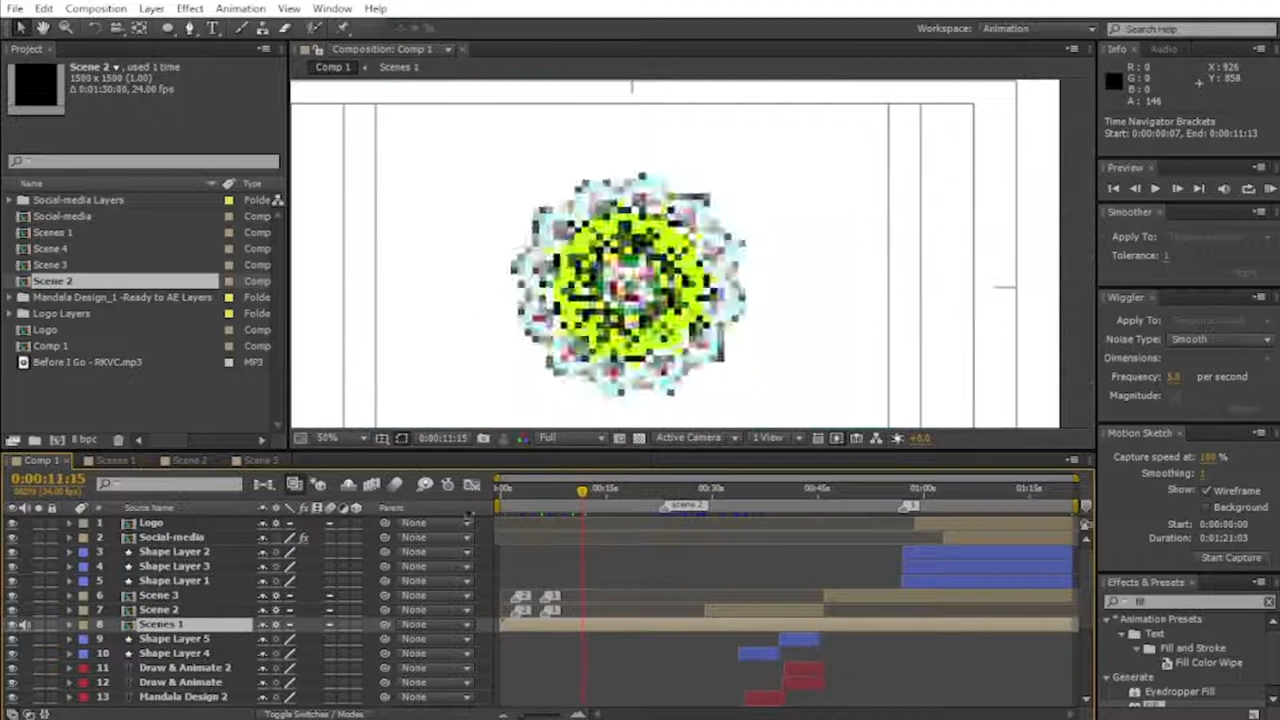 File Edit Composition Layer Effect Animation View Window Help
Workspace: Animation
Search Help
Project
Composition: Comp 1
Info Audio
Comp 1 Scenes 1
Scene 2 , used 1 time
1500 x 1500 (1.00)
Δ 0:01:30:00, 24.00 fps
R : 0
G : 0
B : 0
A : 146
X : 926
Y : 858
Time Navigator Brackets
Start: 0:00:00:07, End: 0:00:11:13
Preview
Name Type
Social-media Layers Folde
Social-media Comp
Scenes 1 Comp
Scene 4 Comp
Scene 3 Comp
Scene 2 Comp
Mandala Design_1 -Ready to AE Layers Folde
Logo Layers Folde
Logo Comp
Comp 1 Comp
Before I Go - RKVC.mp3 MP3
8 bpc
Smoother
Apply To:
Tolerance: 1
Wiggler
Apply To:
Noise Type: Smooth
Dimensions:
Frequency: 5.0 per second
Magnitude:
50% 0:00:11:15 Full Active Camera 1 View +0.0
Motion Sketch
Capture speed at: 100 %
Smoothing: 1
Show: Wireframe
Background
Start: 0:00:00:00
Duration: 0:01:21:03
Start Capture
Comp 1 Scenes 1 Scene 2 Scene 3
0:00:11:15
:00s 00:15s 00:30s 00:45s 01:00s 01:15s
scene 2 1
# Source Name Parent
1 Logo None
2 Social-media None
3 Shape Layer 2 None
4 Shape Layer 3 None
5 Shape Layer 1 None
6 Scene 3 None
7 Scene 2 None
8 Scenes 1 None
9 Shape Layer 5 None
10 Shape Layer 4 None
11 Draw & Animate 2 None
12 Draw & Animate None
13 Mandala Design 2 None
Toggle Switches / Modes
Effects & Presets
fill
* Animation Presets
Text
Fill and Stroke
Fill Color Wipe
Generate
Eyedropper Fill